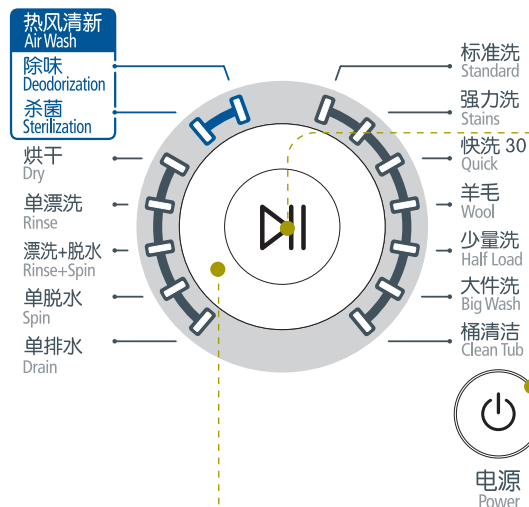 热风清新
Air Wash
除味
Deodorization
杀菌
Sterilization
烘干
Dry
单漂洗
Rinse
漂洗+脱水
Rinse+Spin
单脱水
Spin
单排水
Drain
标准洗
Standard
强力洗
Stains
快洗 30
Quick
羊毛
Wool
少量洗
Half Load
大件洗
Big Wash
桶清洁
Clean Tub
电源
Power